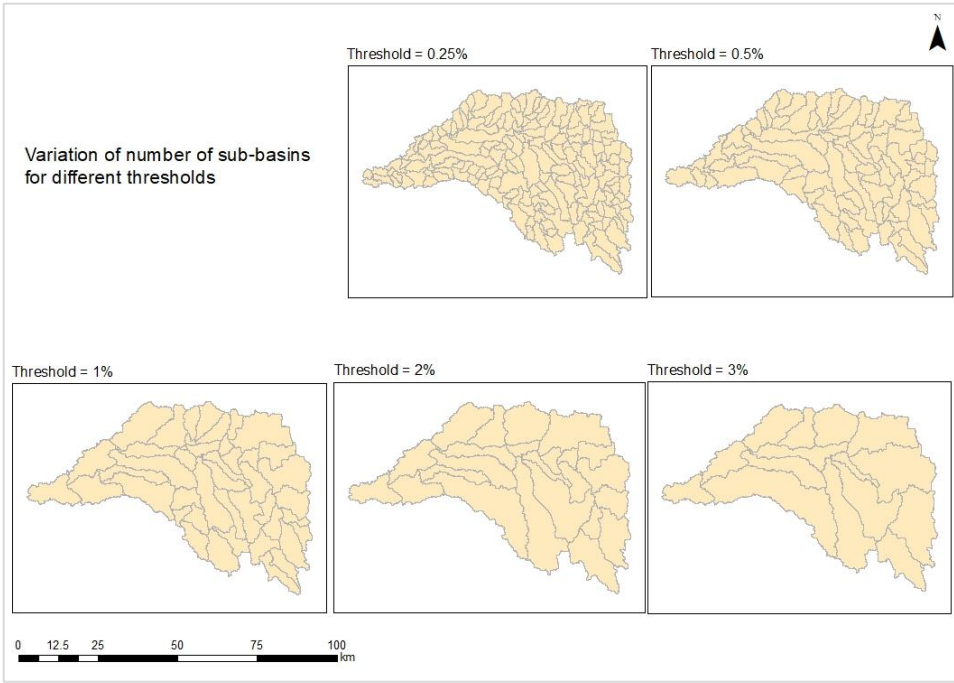 N
Threshold = 0.25%
Threshold = 0.5%
Variation of number of sub-basins
for different thresholds
Threshold = 1%
Threshold = 2%
Threshold = 3%
0 12.5 25 50 75 100
km